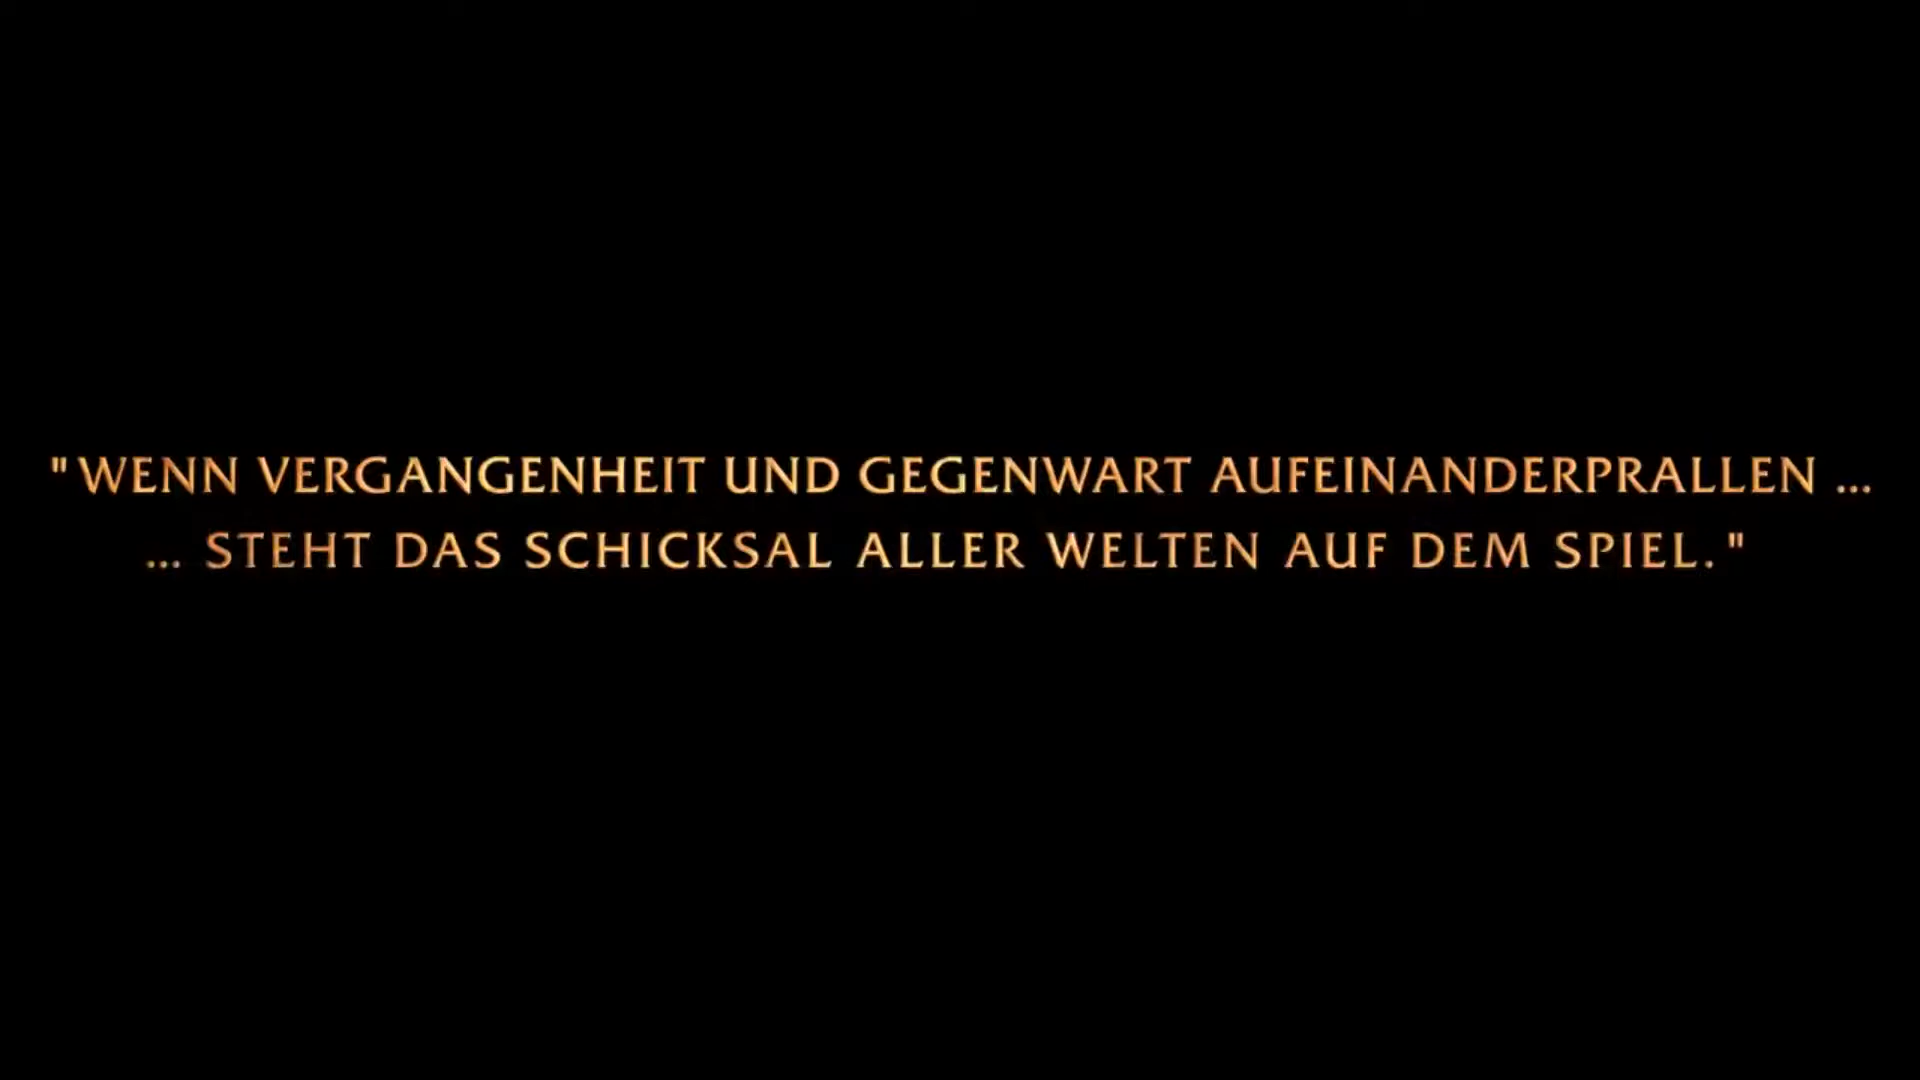 "WENN VERGANGENHEIT UND GEGENWART AUFEINANDERPRALLEN ...
... STEHT DAS SCHICKSAL ALLER WELTEN AUF DEM SPIEL."